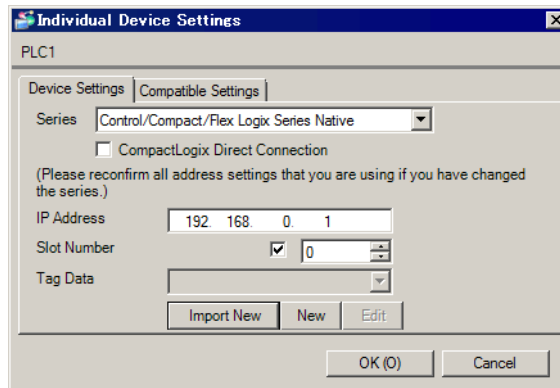 Individual Device Settings
PLC1
Device Settings Compatible Settings
Series Control/Compact/Flex Logix Series Native
CompactLogix Direct Connection
(Please reconfirm all address settings that you are using if you have changed
the series.)
IP Address 192. 168. 0. 1
Slot Number 0
Tag Data
Import New New Edit
OK (O) Cancel